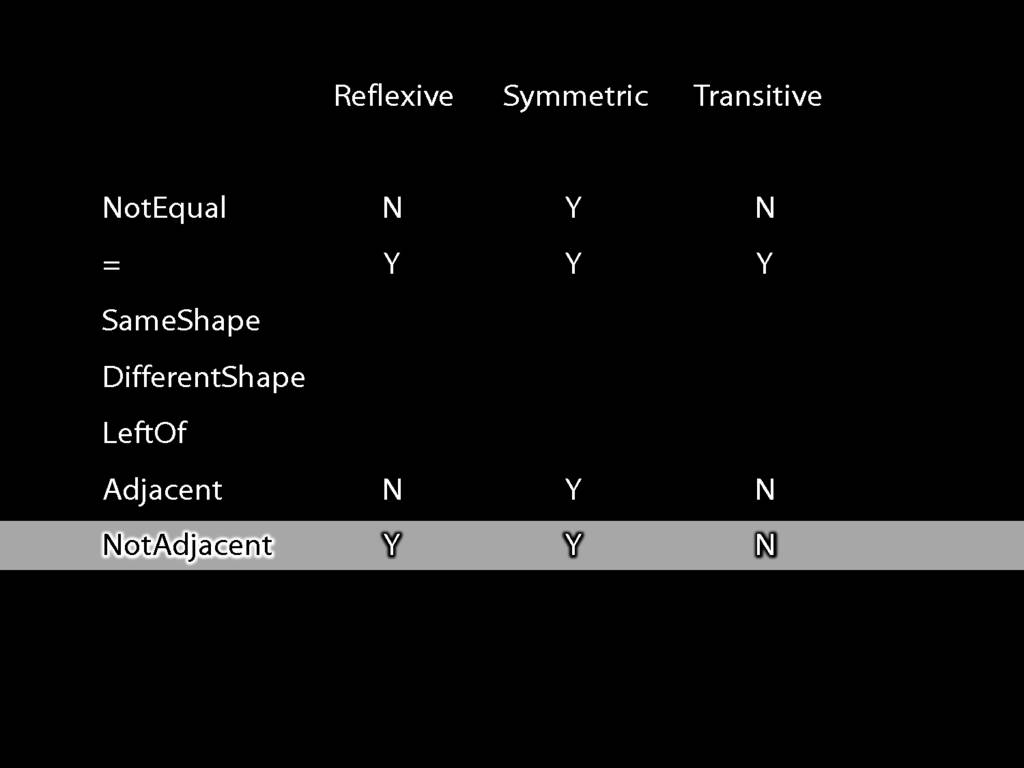 Reflexive Symmetric Transitive
NotEqual N Y N
= Y Y Y
SameShape
DifferentShape
LeftOf
Adjacent N Y N
NotAdjacent Y Y N